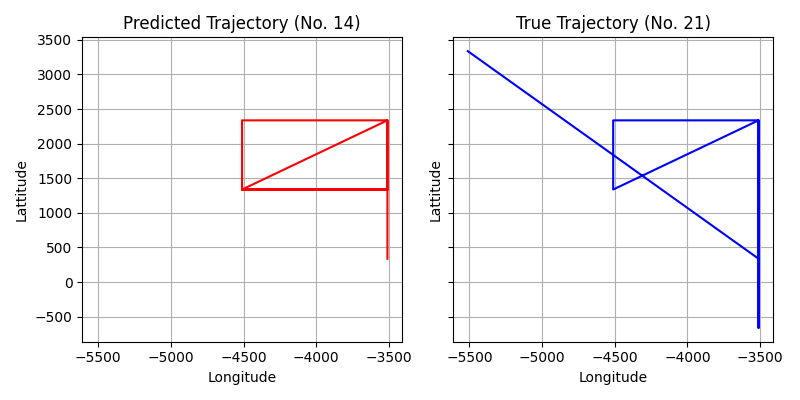 Predicted Trajectory (No. 14)
True Trajectory (No. 21)
3500
3000
2500
2000
1500
1000
500
0
−500
Lattitude
Lattitude
−5500 −5000 −4500 −4000 −3500
−5500 −5000 −4500 −4000 −3500
Longitude
Longitude